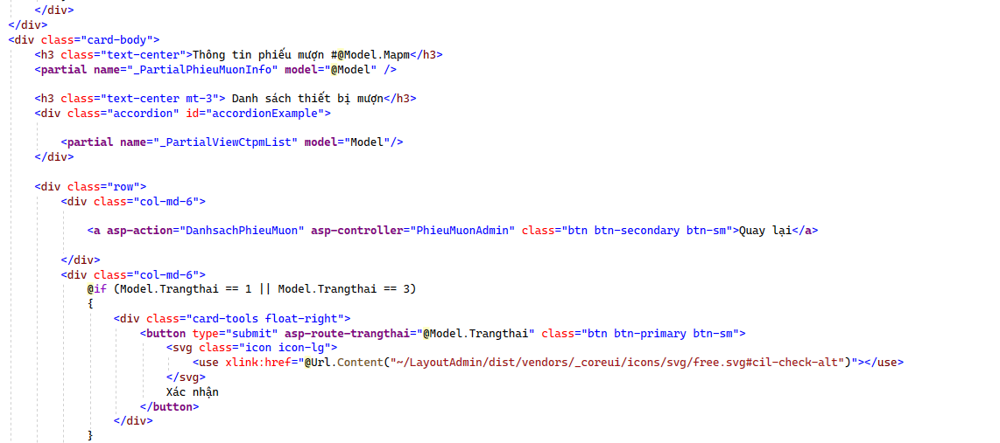 </div>
</div>
<div class="card-body">
<h3 class="text-center">Thông tin phiếu mượn #@Model.Mapm</h3>
<partial name="_PartialPhieuMuonInfo" model="@Model" />
<h3 class="text-center mt-3"> Danh sách thiết bị mượn</h3>
<div class="accordion" id="accordionExample">
<partial name="_PartialViewCtpmList" model="Model"/>
</div>
<div class="row">
<div class="col-md-6">
<a asp-action="DanhsachPhieuMuon" asp-controller="PhieuMuonAdmin" class="btn btn-secondary btn-sm">Quay lại</a>
</div>
<div class="col-md-6">
@if (Model.Trangthai == 1 || Model.Trangthai == 3)
{
<div class="card-tools float-right">
<button type="submit" asp-route-trangthai="@Model.Trangthai" class="btn btn-primary btn-sm">
<svg class="icon icon-lg">
<use xlink:href="@Url.Content("~/LayoutAdmin/dist/vendors/_coreui/icons/svg/free.svg#cil-check-alt")"></use>
</svg>
Xác nhận
</button>
</div>
}